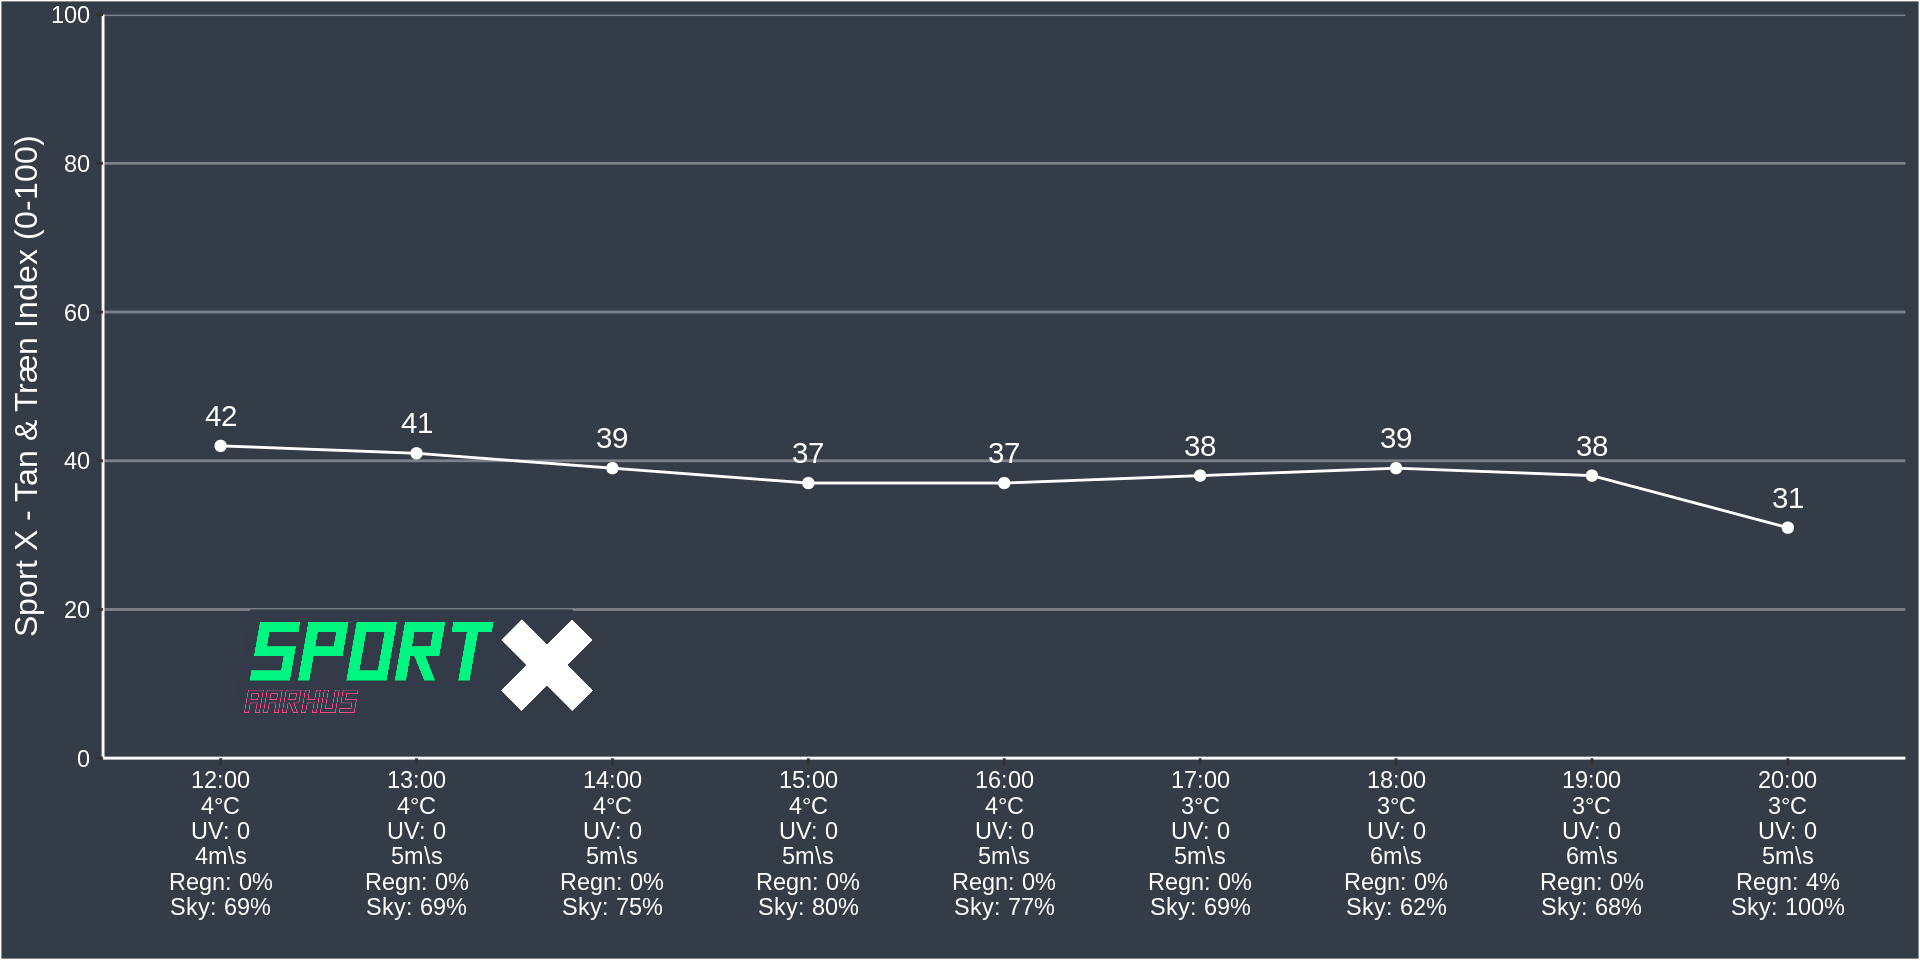 Sport X - Tan & Træn Index (0-100)
100
80
60
40
20
0
42
41
39
37
37
38
39
38
31
SPORT X
AARHUS
12:00 13:00 14:00 15:00 16:00 17:00 18:00 19:00 20:00
4°C 4°C 4°C 4°C 4°C 3°C 3°C 3°C 3°C
UV: 0 UV: 0 UV: 0 UV: 0 UV: 0 UV: 0 UV: 0 UV: 0 UV: 0
4m\s 5m\s 5m\s 5m\s 5m\s 5m\s 6m\s 6m\s 5m\s
Regn: 0% Regn: 0% Regn: 0% Regn: 0% Regn: 0% Regn: 0% Regn: 0% Regn: 0% Regn: 4%
Sky: 69% Sky: 69% Sky: 75% Sky: 80% Sky: 77% Sky: 69% Sky: 62% Sky: 68% Sky: 100%